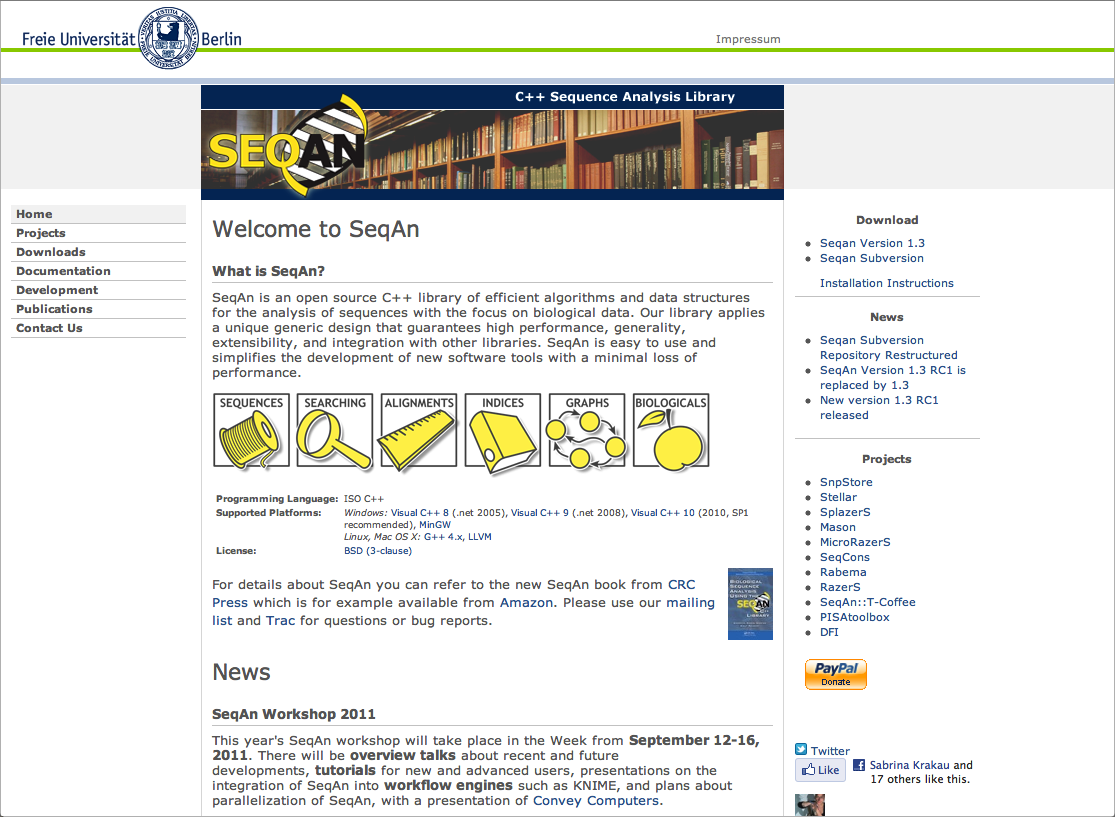 Freie Universität Berlin
Impressum
C++ Sequence Analysis Library
SEQAN
Home
Projects
Downloads
Documentation
Development
Publications
Contact Us
Welcome to SeqAn
What is SeqAn?
SeqAn is an open source C++ library of efficient algorithms and data structures
for the analysis of sequences with the focus on biological data. Our library applies
a unique generic design that guarantees high performance, generality,
extensibility, and integration with other libraries. SeqAn is easy to use and
simplifies the development of new software tools with a minimal loss of
performance.
SEQUENCES SEARCHING ALIGNMENTS INDICES GRAPHS BIOLOGICALS
Programming Language: ISO C++
Supported Platforms: Windows: Visual C++ 8 (.net 2005), Visual C++ 9 (.net 2008), Visual C++ 10 (2010, SP1
recommended), MinGW
Linux, Mac OS X: G++ 4.x, LLVM
License: BSD (3-clause)
For details about SeqAn you can refer to the new SeqAn book from CRC
Press which is for example available from Amazon. Please use our mailing
list and Trac for questions or bug reports.
BIOLOGICAL
SEQUENCE
ANALYSIS
USING THE
SEQAN
LIBRARY
News
SeqAn Workshop 2011
This year's SeqAn workshop will take place in the Week from September 12-16,
2011. There will be overview talks about recent and future
developments, tutorials for new and advanced users, presentations on the
integration of SeqAn into workflow engines such as KNIME, and plans about
parallelization of SeqAn, with a presentation of Convey Computers.
Download
Seqan Version 1.3
Seqan Subversion
Installation Instructions
News
Seqan Subversion
Repository Restructured
SeqAn Version 1.3 RC1 is
replaced by 1.3
New version 1.3 RC1
released
Projects
SnpStore
Stellar
SplazerS
Mason
MicroRazerS
SeqCons
Rabema
RazerS
SeqAn::T-Coffee
PISAtoolbox
DFI
PayPal
Donate
Twitter
Like
Sabrina Krakau and
17 others like this.